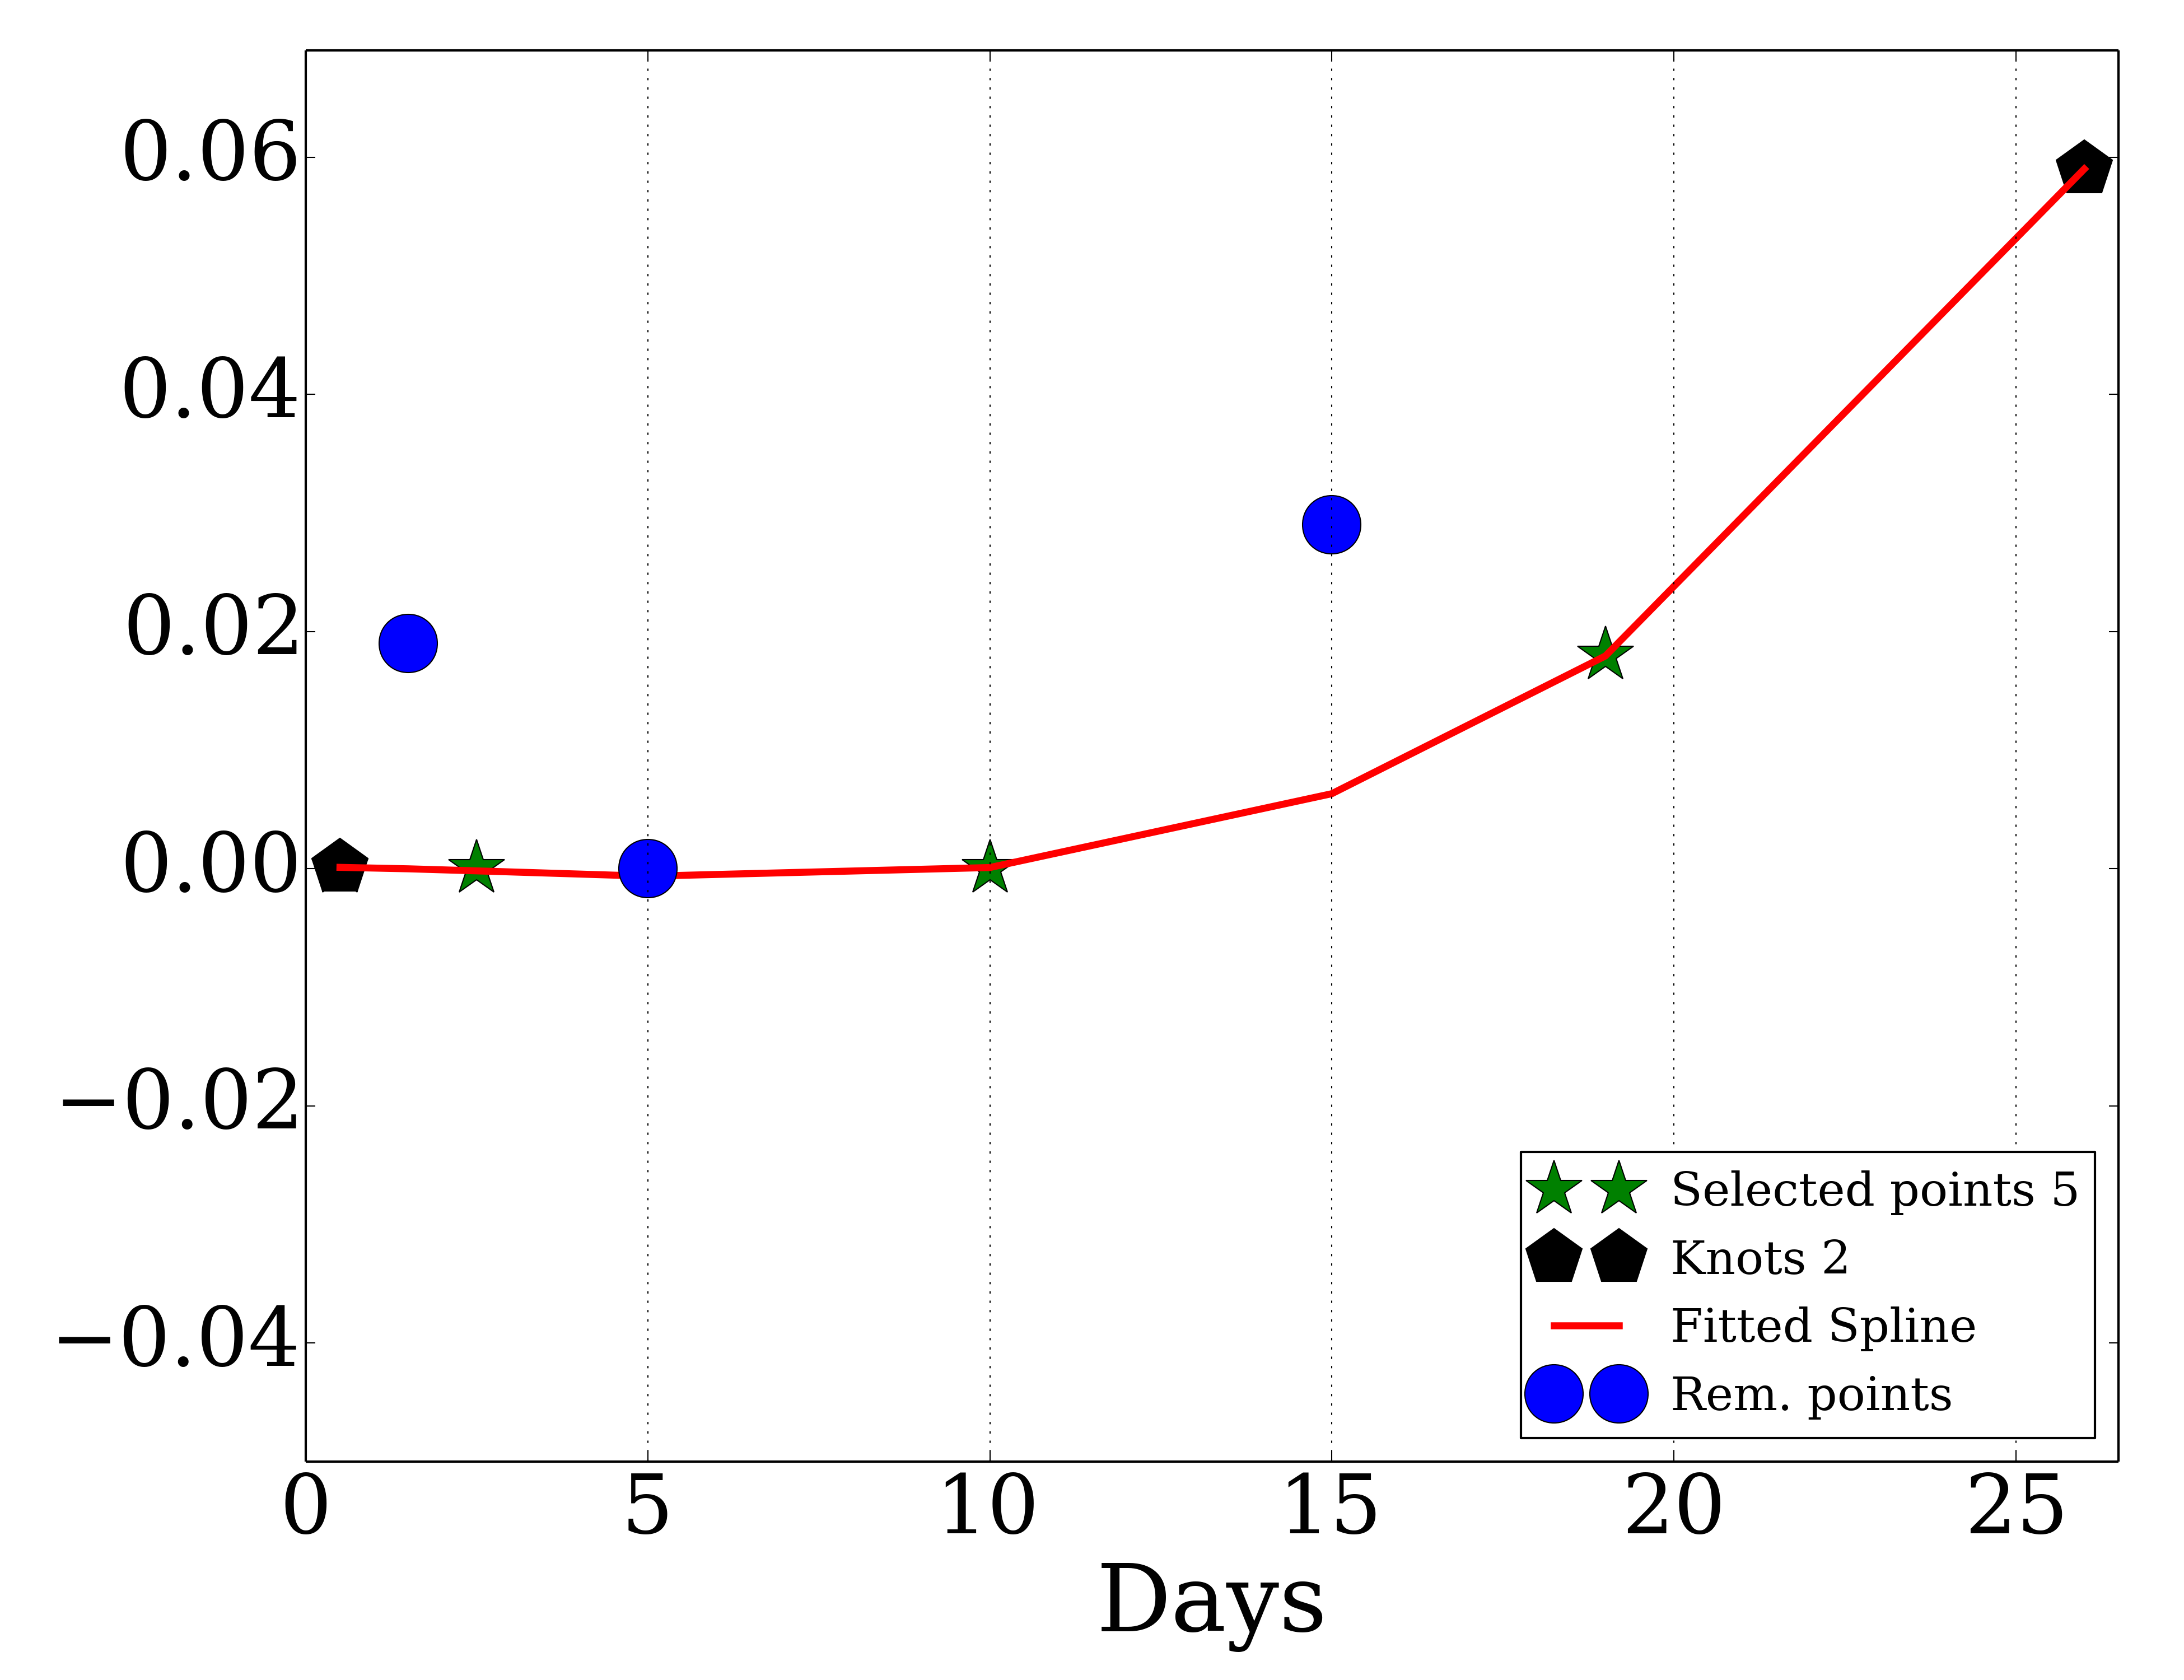 0.06
0.04
0.02
0.00
−0.02
−0.04
0 5 10 15 20 25
Days
Selected points 5
Knots 2
Fitted Spline
Rem. points